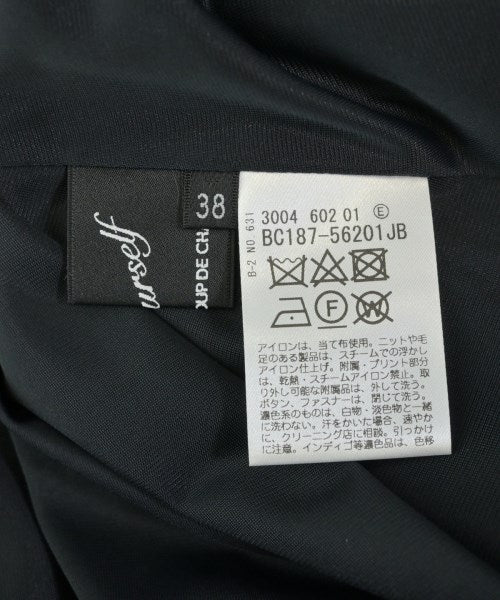 38
urself
OUP DE CHA
B-2 NO.631
3004 602 01 Ⓔ
BC187-56201JB
F
W
アイロンは、当て布使用。ニットや毛
足のある製品は、スチームでの浮かし
アイロン仕上げ。附属・プリント部分
は、乾熱・スチームアイロン禁止。取
り外し可能な附属品は、外して洗う。
ボタン、ファスナーは、閉じて洗う。
濃色系のものは、白物・淡色物と一緒
に洗わない。汗をかいた場合、速やか
に、クリーニング店に相談。引っかけ
に注意。インディゴ等濃色品は、色移